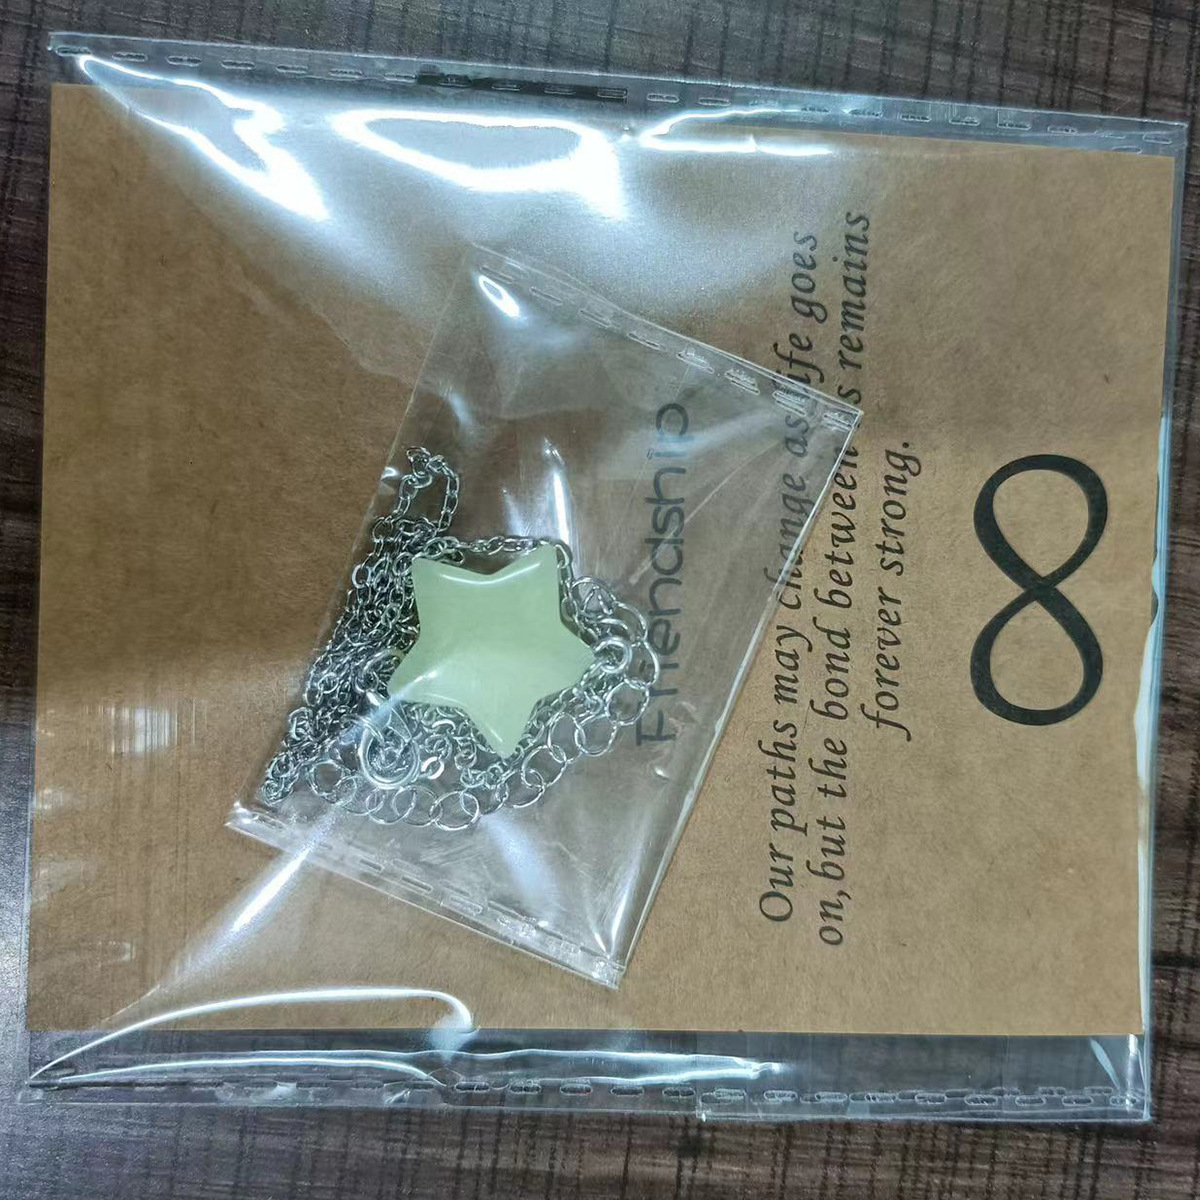 Friendship
Our paths may change as life goes
on,but the bond between us remains
forever strong.